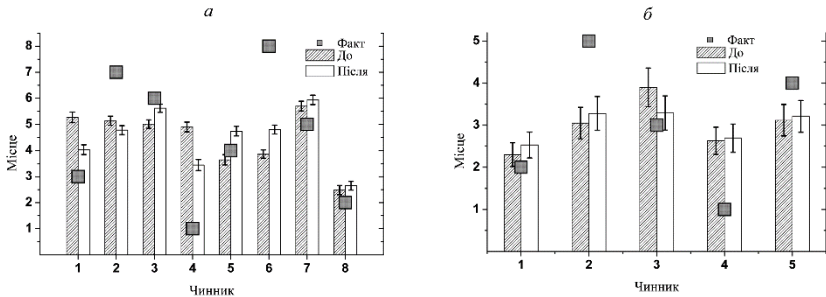 а
Місце
8
7
6
5
4
3
2
1
Факт
До
Після
1 2 3 4 5 6 7 8
Чинник
б
Місце
5
4
3
2
1
Факт
До
Після
1 2 3 4 5
Чинник